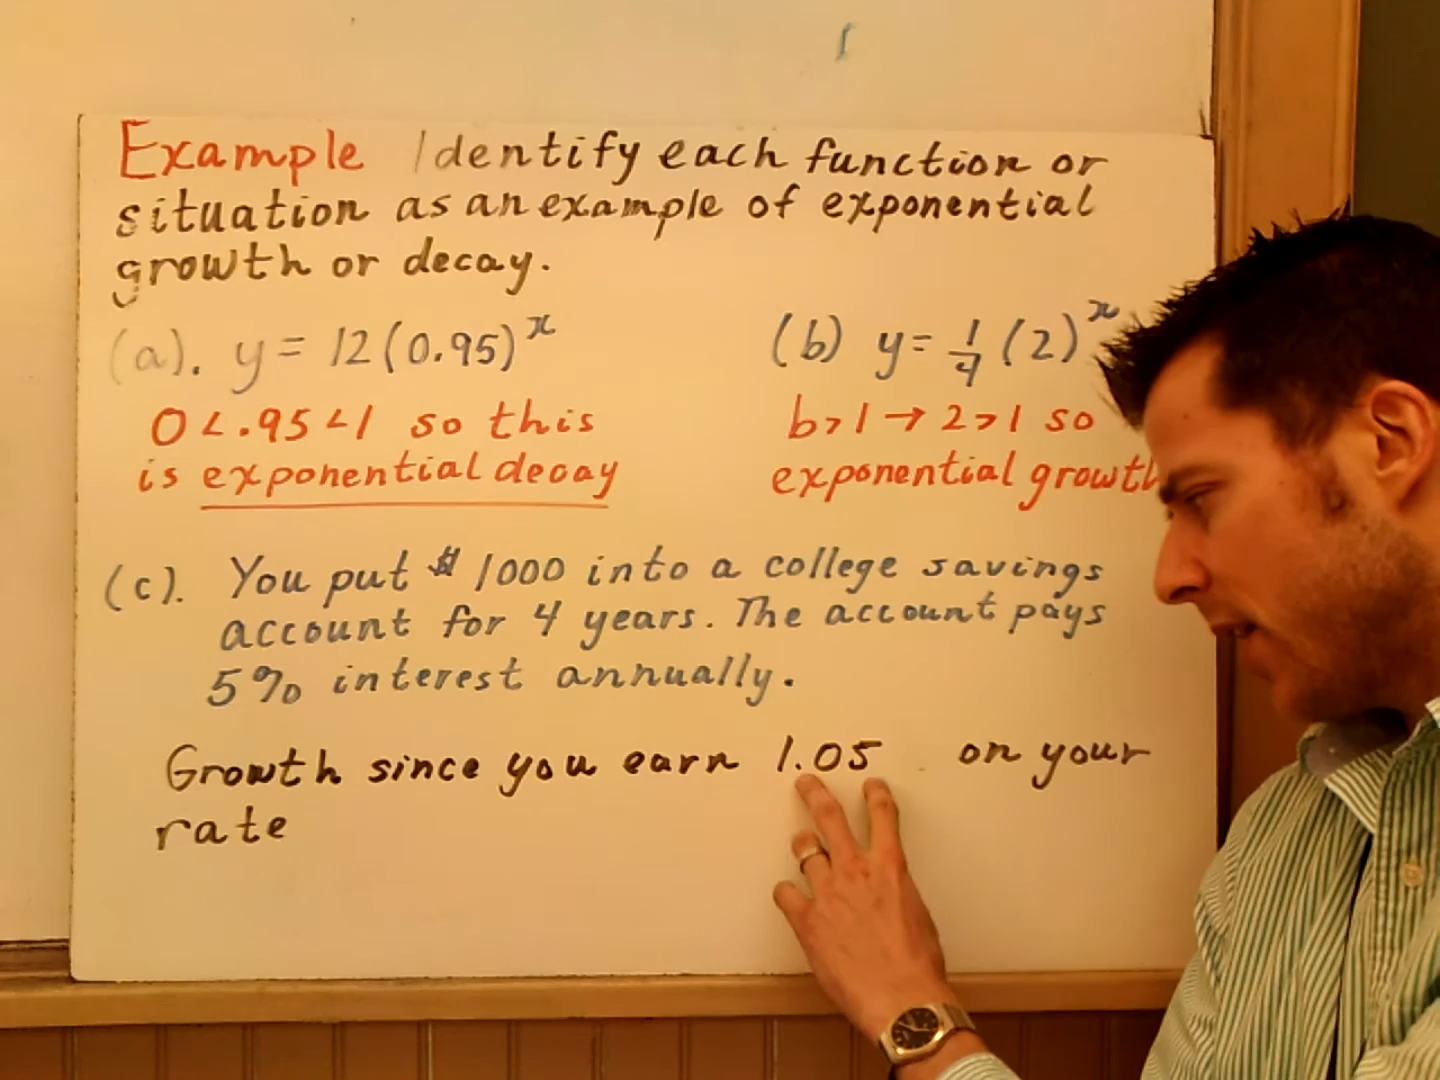 Example Identify each function or
situation as an example of exponential
growth or decay.
(a). y = 12(0.95)^x
(b) y = 1/4 (2)^x
0 < .95 < 1 so this
is exponential decay
b > 1 → 2 > 1 so
exponential growth
(c). You put $1000 into a college savings
account for 4 years. The account pays
5% interest annually.
Growth since you earn 1.05 on your
rate